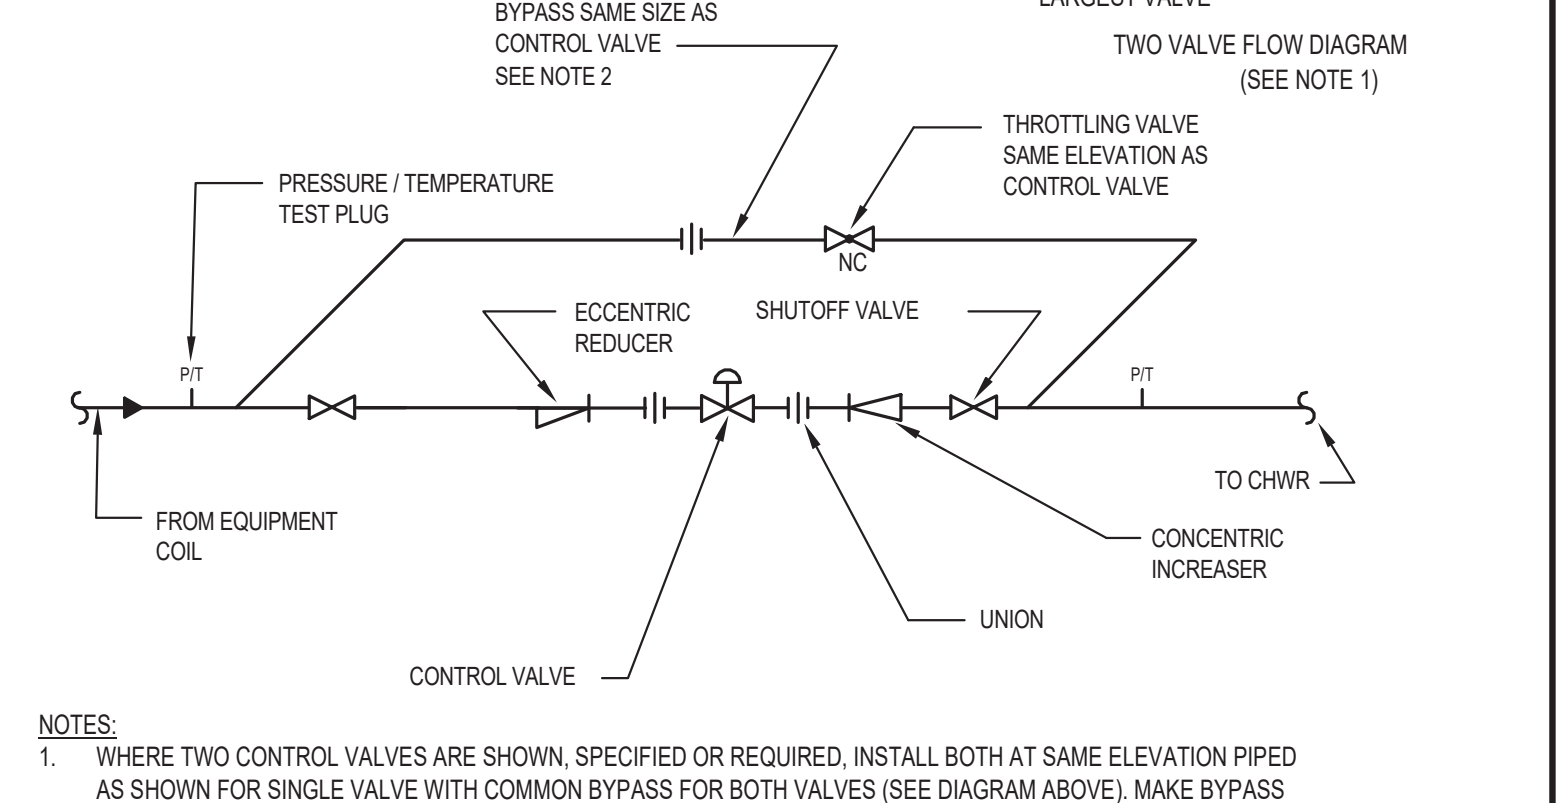 BYPASS SAME SIZE AS
CONTROL VALVE
SEE NOTE 2
LARGEST VALVE
TWO VALVE FLOW DIAGRAM
(SEE NOTE 1)
THROTTLING VALVE
SAME ELEVATION AS
CONTROL VALVE
PRESSURE / TEMPERATURE
TEST PLUG
NC
ECCENTRIC
REDUCER
SHUTOFF VALVE
P/T
P/T
TO CHWR
FROM EQUIPMENT
COIL
CONCENTRIC
INCREASER
UNION
CONTROL VALVE
NOTES:
1. WHERE TWO CONTROL VALVES ARE SHOWN, SPECIFIED OR REQUIRED, INSTALL BOTH AT SAME ELEVATION PIPED
AS SHOWN FOR SINGLE VALVE WITH COMMON BYPASS FOR BOTH VALVES (SEE DIAGRAM ABOVE). MAKE BYPASS